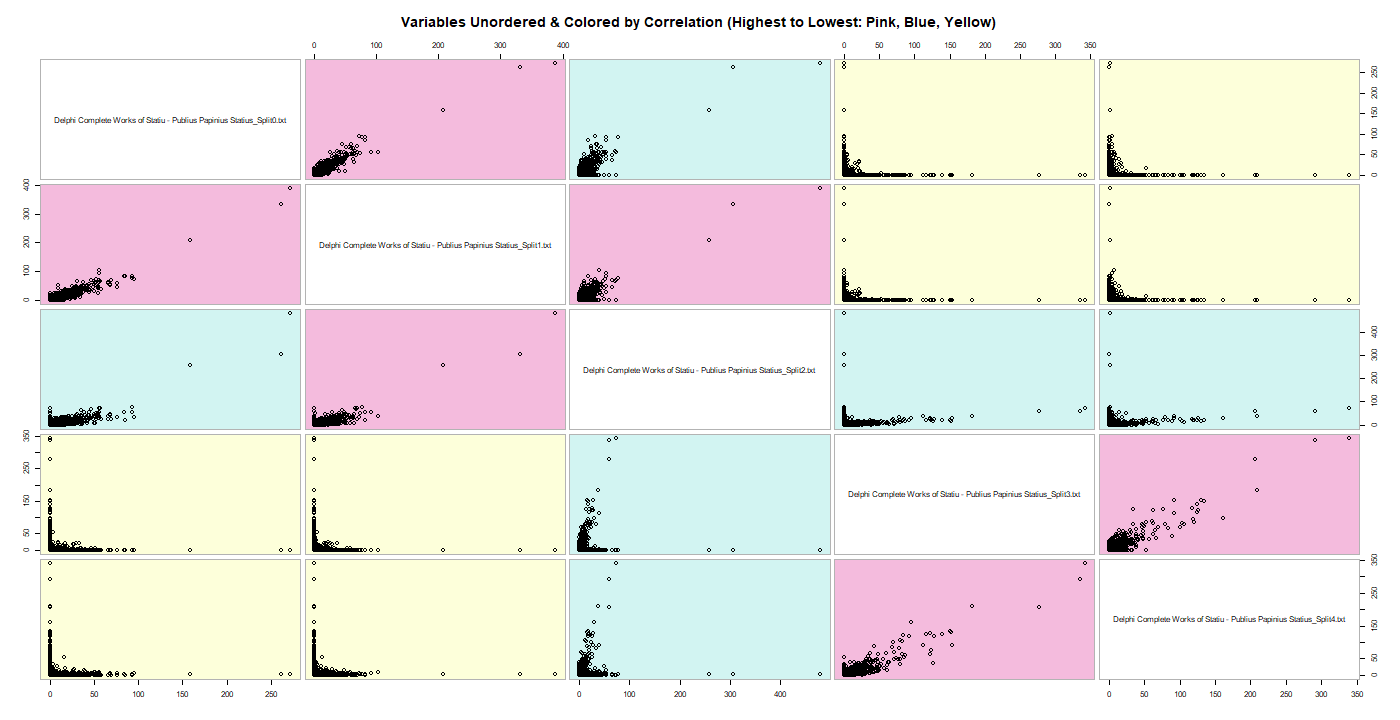 Variables Unordered & Colored by Correlation (Highest to Lowest: Pink, Blue, Yellow)
0 100 200 300 400 0 50 100 150 200 250 300 350
Delphi Complete Works of Statiu - Publius Papinius Statius_Split0.txt
0 50 100 150 200 250
0 100 200 300 400
Delphi Complete Works of Statiu - Publius Papinius Statius_Split1.txt
Delphi Complete Works of Statiu - Publius Papinius Statius_Split2.txt
0 100 200 300 400
0 50 150 250 350
Delphi Complete Works of Statiu - Publius Papinius Statius_Split3.txt
Delphi Complete Works of Statiu - Publius Papinius Statius_Split4.txt
0 50 150 250 350
0 50 100 150 200 250 0 100 200 300 400 0 50 100 150 200 250 300 350